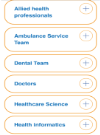 Allied health
professionals
Ambulance Service
Team
Dental Team
Doctors
Healthcare Science
Health informatics